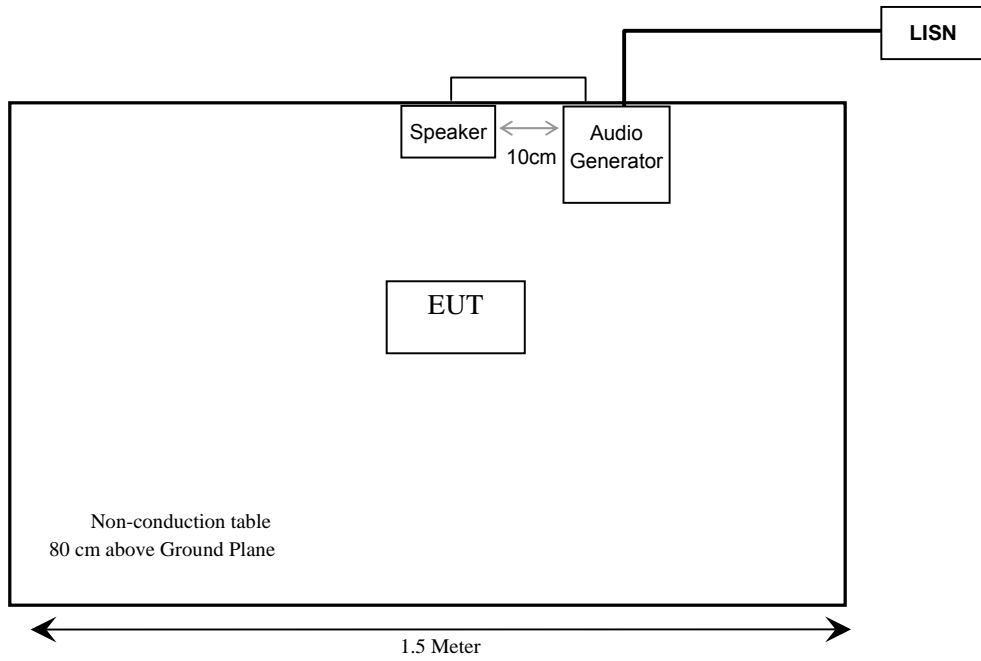 LISN
Speaker
Audio
Generator
10cm
EUT
Non-conduction table
80 cm above Ground Plane
1.5 Meter